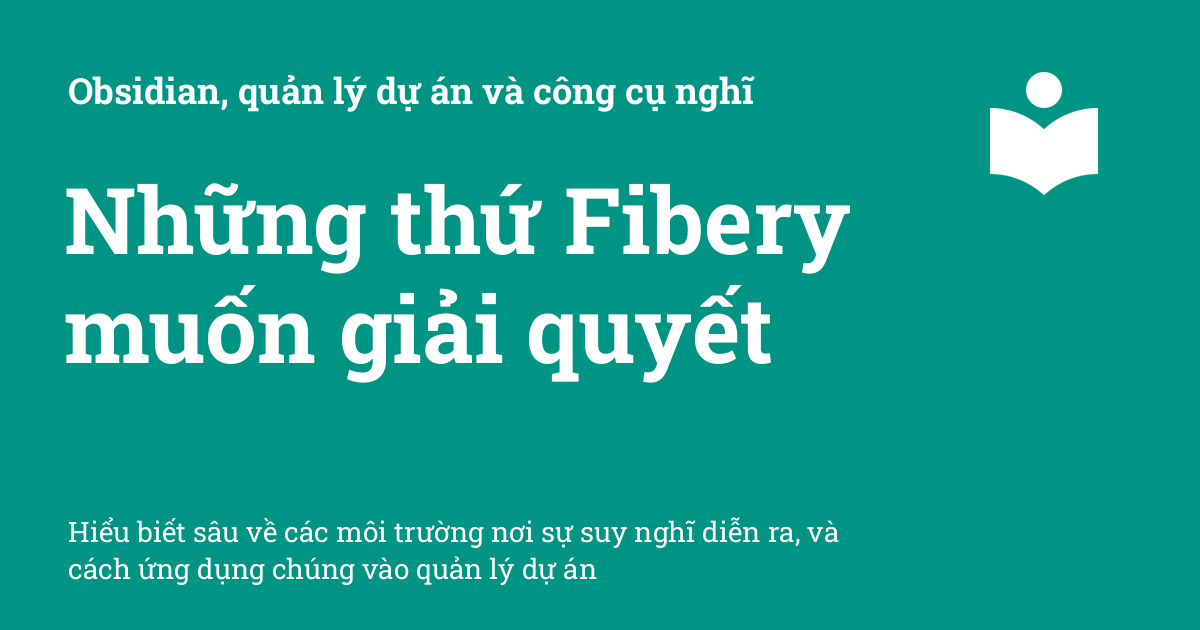 Obsidian, quản lý dự án và công cụ nghĩ
Những thứ Fibery
muốn giải quyết
Hiểu biết sâu về các môi trường nơi sự suy nghĩ diễn ra, và
cách ứng dụng chúng vào quản lý dự án